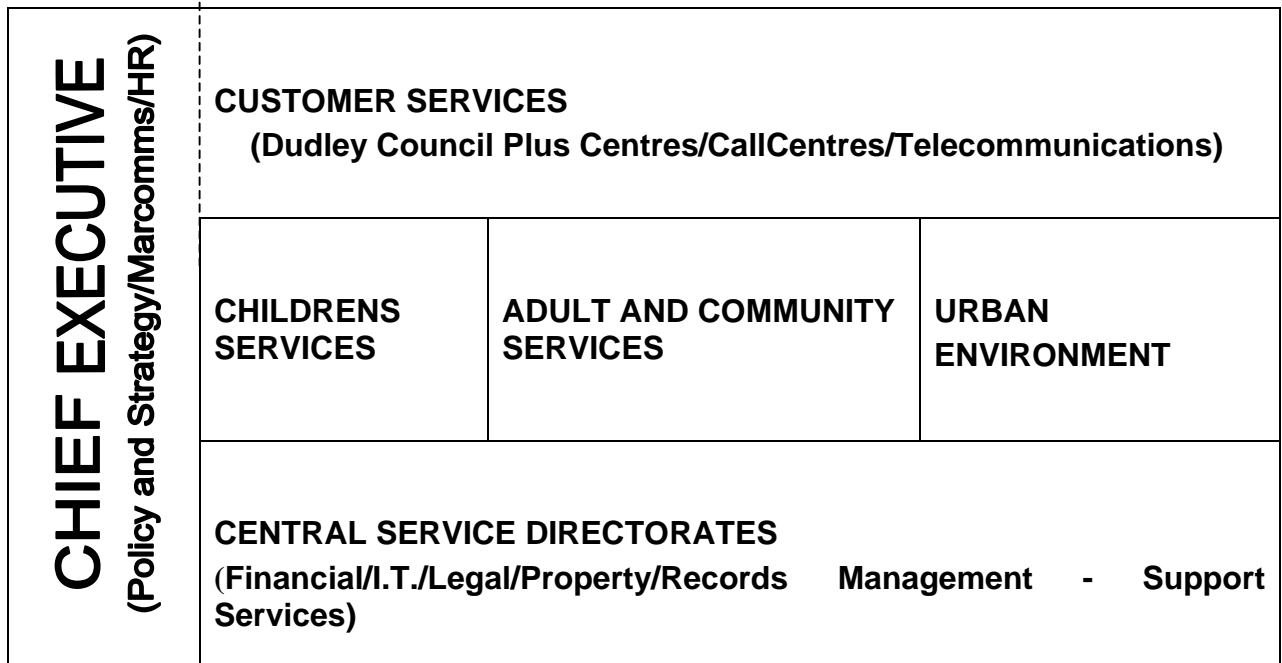 CHIEF EXECUTIVE
(Policy and Strategy/Marcomms/HR)
CUSTOMER SERVICES
(Dudley Council Plus Centres/CallCentres/Telecommunications)
CHILDRENS
SERVICES
ADULT AND COMMUNITY
SERVICES
URBAN
ENVIRONMENT
CENTRAL SERVICE DIRECTORATES
(Financial/I.T./Legal/Property/Records Management - Support
Services)